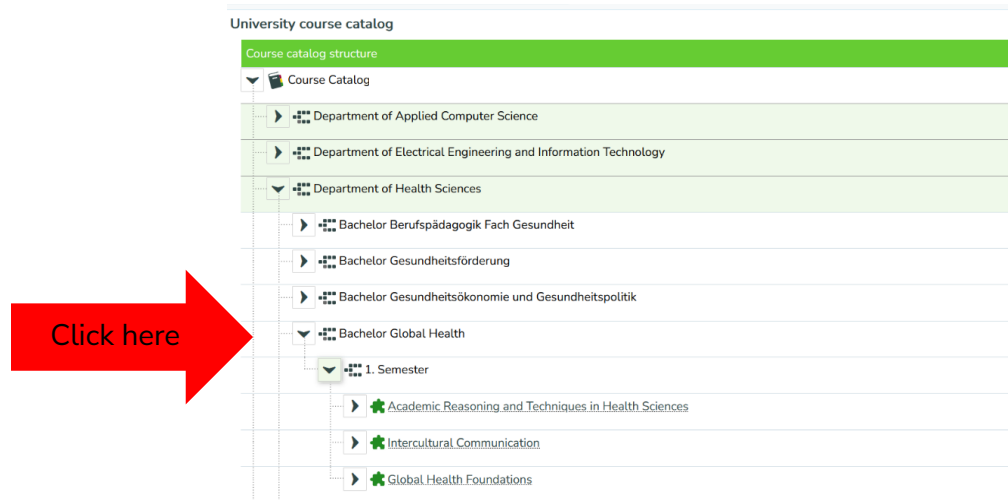 University course catalog
Course catalog structure
Course Catalog
Department of Applied Computer Science
Department of Electrical Engineering and Information Technology
Department of Health Sciences
Bachelor Berufspädagogik Fach Gesundheit
Bachelor Gesundheitsförderung
Bachelor Gesundheitsökonomie und Gesundheitspolitik
Click here
Bachelor Global Health
1. Semester
Academic Reasoning and Techniques in Health Sciences
Intercultural Communication
Global Health Foundations